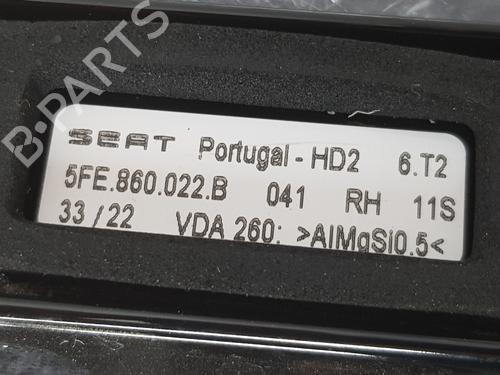 B-PARTS
SEAT Portugal - HD2 6.T2
5FE.860.022.B 041 RH 11S
33 / 22 VDA 260: >AlMgSi0.5<